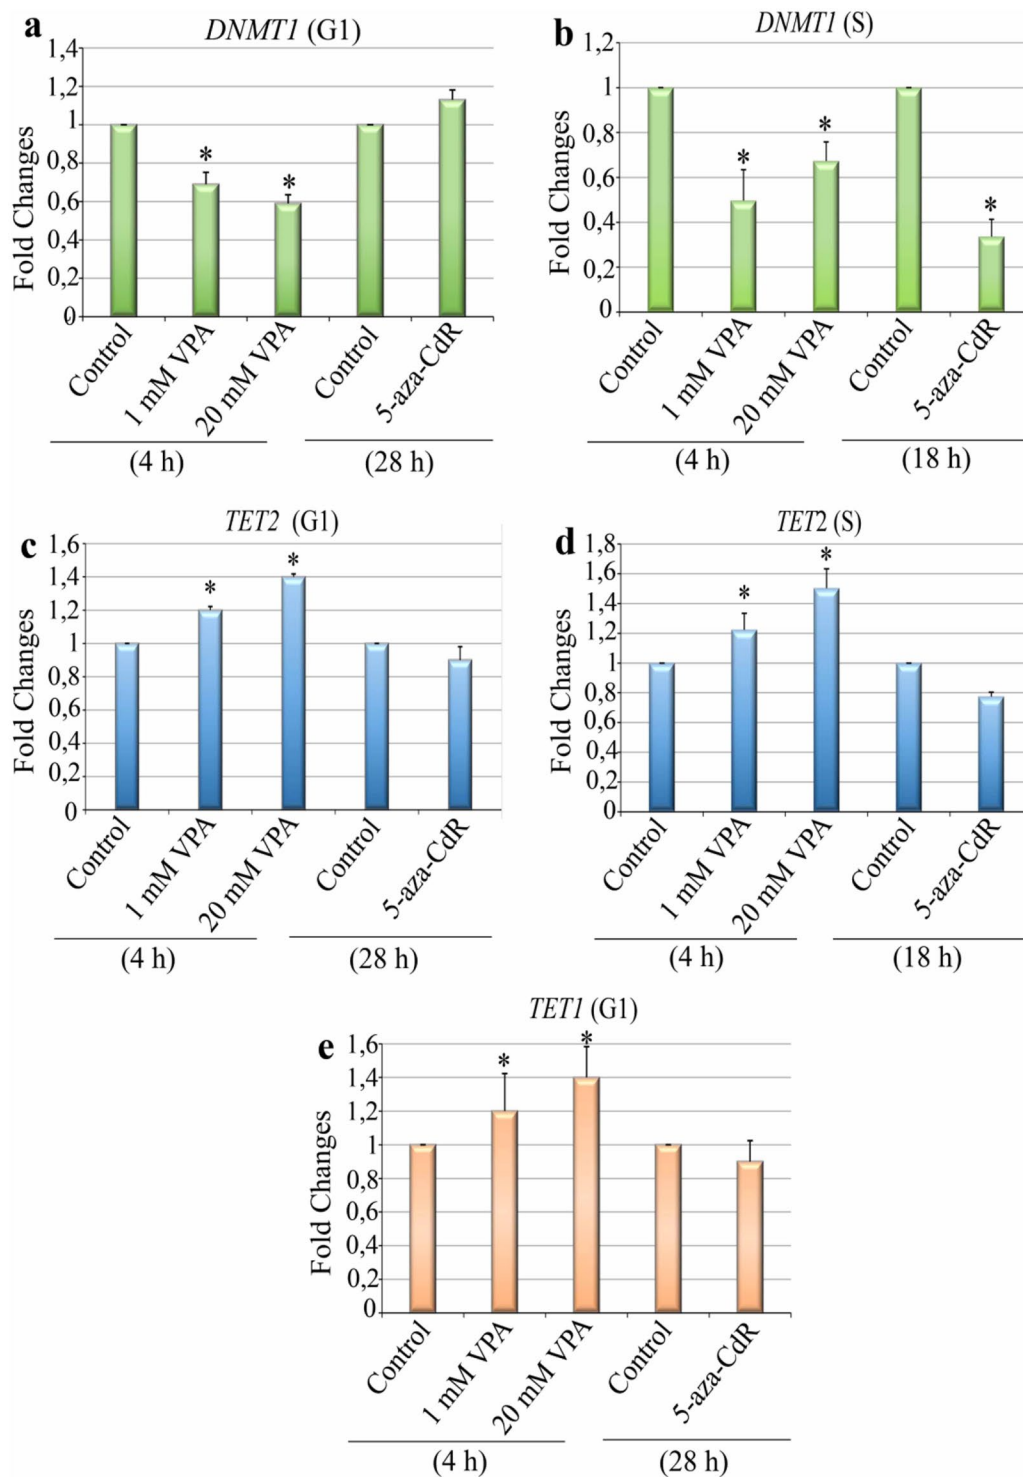 a
DNMT1 (G1)
1,4
1,2
1
0,8
0,6
0,4
0,2
0
Fold Changes
*
*
Control
1 mM VPA
20 mM VPA
Control
5-aza-CdR
(4 h)
(28 h)
b
DNMT1 (S)
1,2
1
0,8
0,6
0,4
0,2
0
Fold Changes
*
*
*
Control
1 mM VPA
20 mM VPA
Control
5-aza-CdR
(4 h)
(18 h)
c
TET2 (G1)
1,6
1,4
1,2
1
0,8
0,6
0,4
0,2
0
Fold Changes
*
*
Control
1 mM VPA
20 mM VPA
Control
5-aza-CdR
(4 h)
(28 h)
d
TET2 (S)
1,8
1,6
1,4
1,2
1
0,8
0,6
0,4
0,2
0
Fold Changes
*
*
Control
1 mM VPA
20 mM VPA
Control
5-aza-CdR
(4 h)
(18 h)
e
TET1 (G1)
1,6
1,4
1,2
1
0,8
0,6
0,4
0,2
0
Fold Changes
*
*
Control
1 mM VPA
20 mM VPA
Control
5-aza-CdR
(4 h)
(28 h)